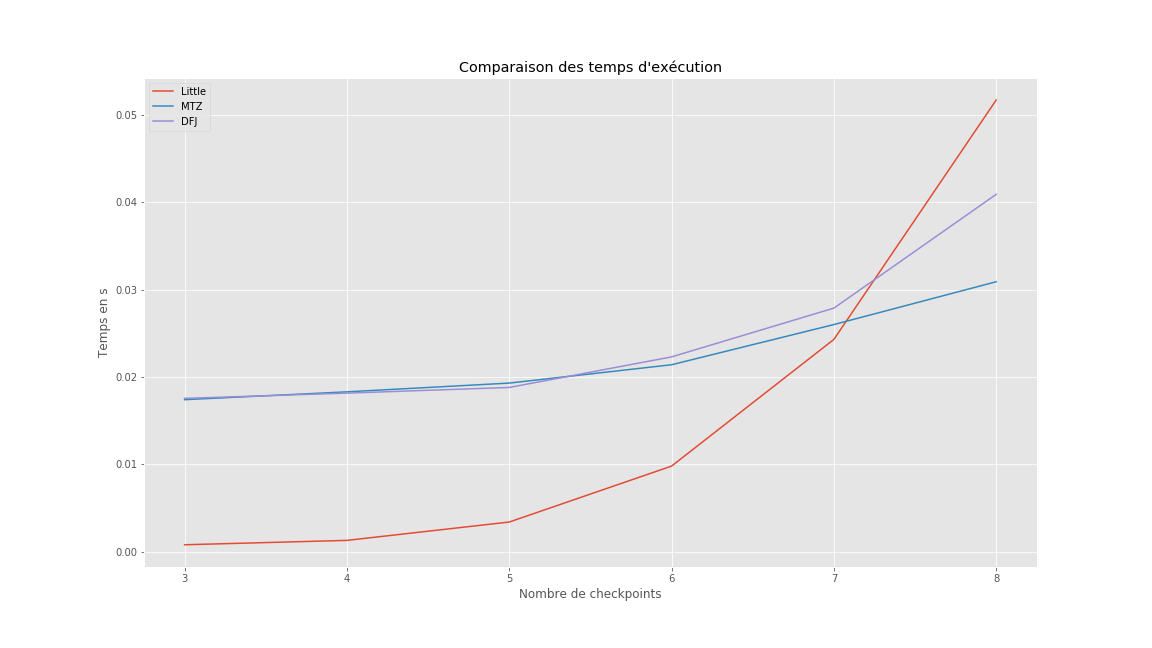 Comparaison des temps d'exécution
Little
MTZ
DFJ
0.05
0.04
0.03
0.02
0.01
0.00
Temps en s
3 4 5 6 7 8
Nombre de checkpoints